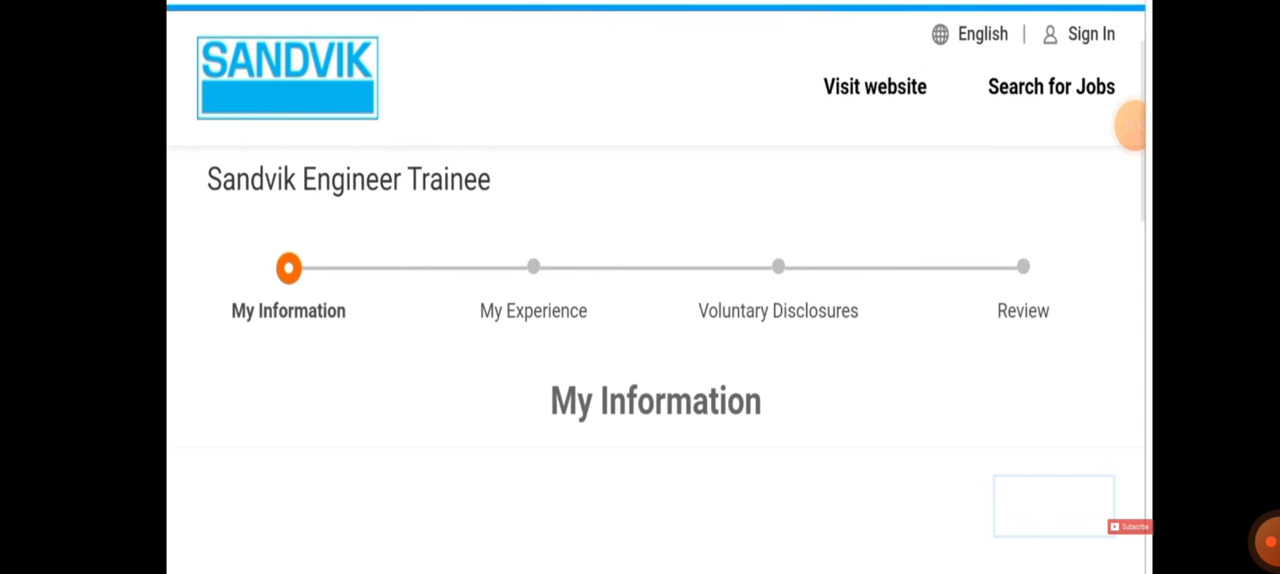 SANDVIK
English | Sign In
Visit website Search for Jobs
Sandvik Engineer Trainee
My Information My Experience Voluntary Disclosures Review
My Information
Subscribe